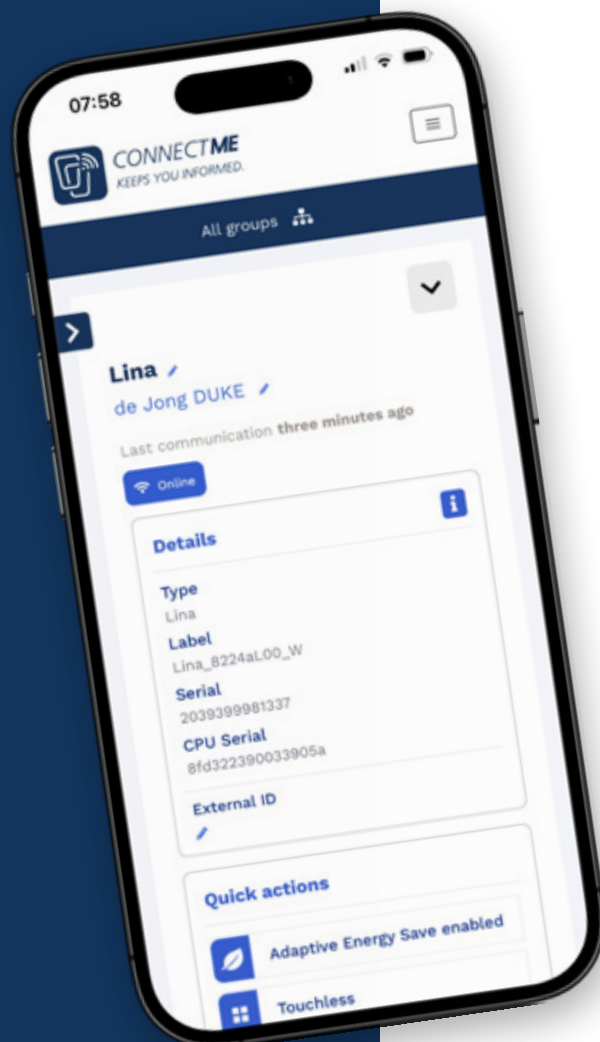 07:58
CONNECTME
KEEPS YOU INFORMED.
All groups
Lina
de Jong DUKE
Last communication three minutes ago
Online
Details
Type
Lina
Label
Lina_8224aL00_W
Serial
2039399981337
CPU Serial
8fd322390033905a
External ID
Quick actions
Adaptive Energy Save enabled
Touchless